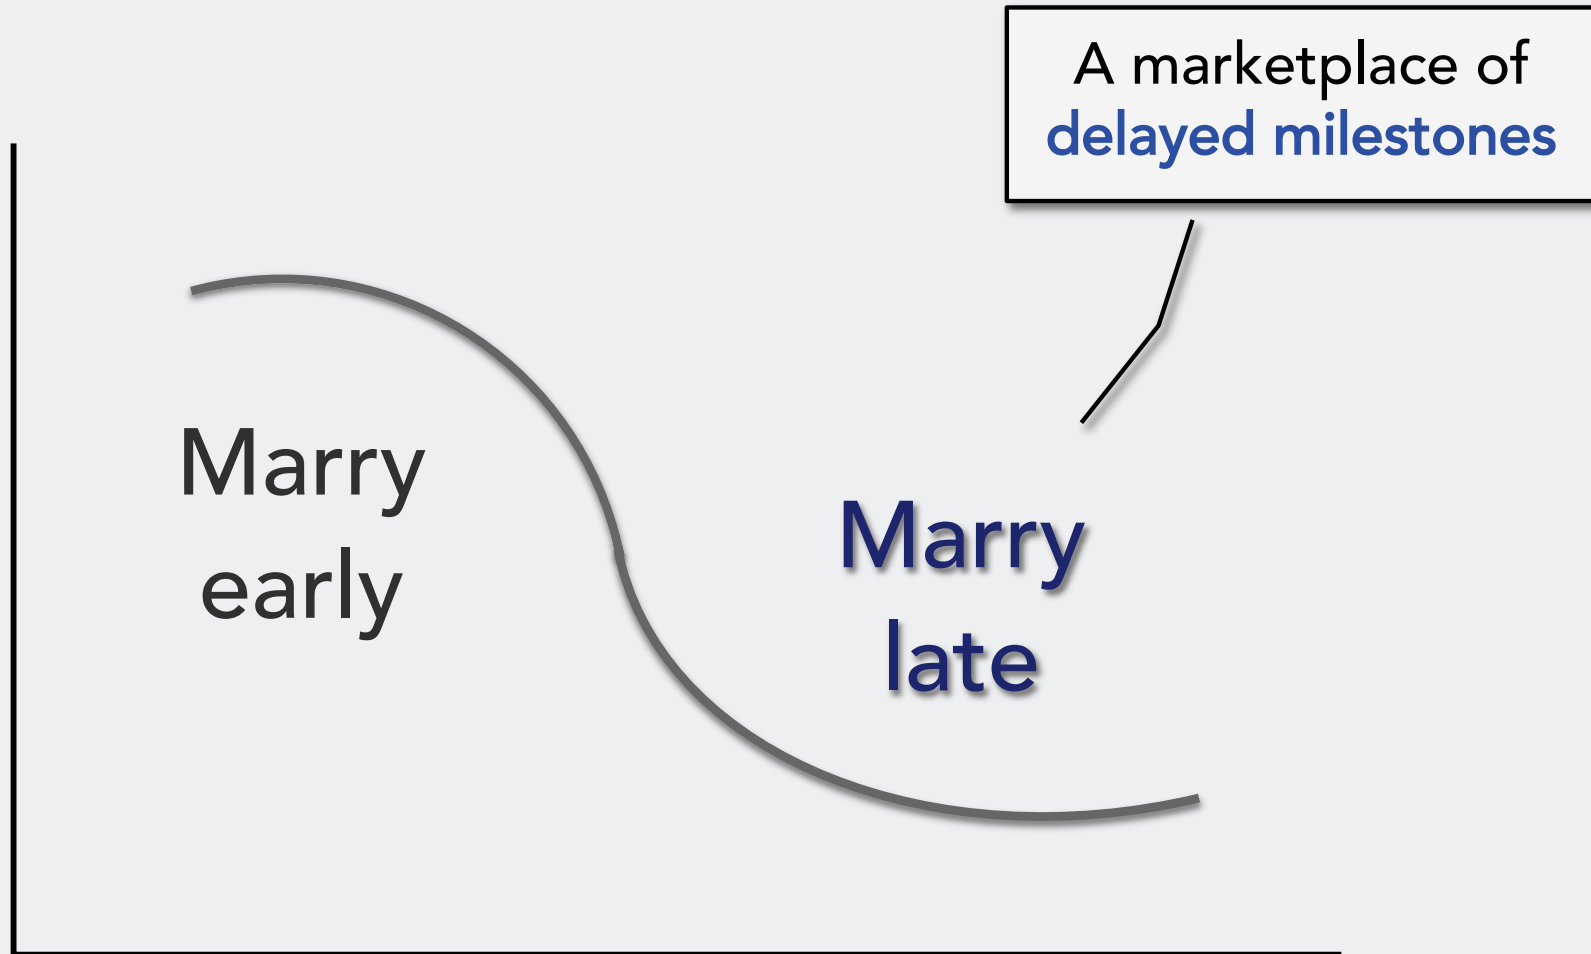 A marketplace of
delayed milestones
Marry
early
Marry
late